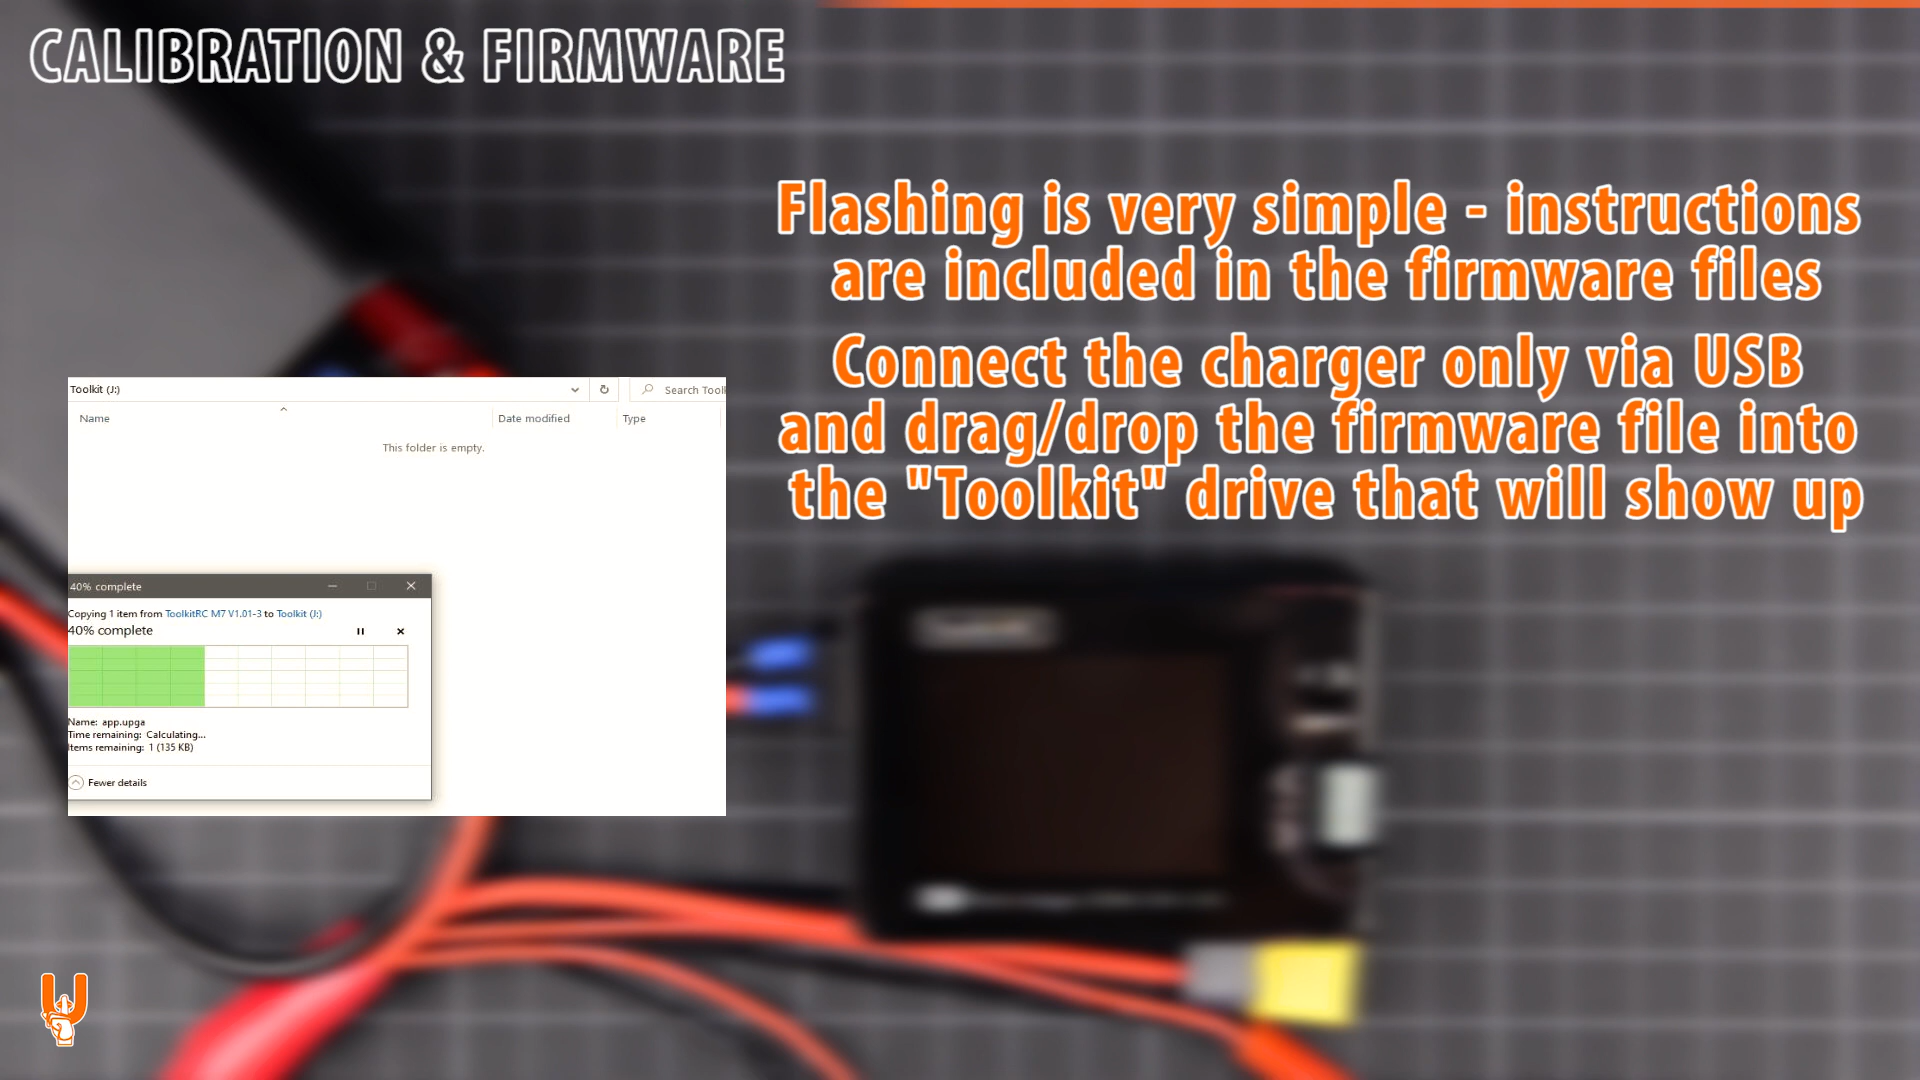 CALIBRATION & FIRMWARE
Flashing is very simple - instructions
are included in the firmware files
Connect the charger only via USB
and drag/drop the firmware file into
the "Toolkit" drive that will show up
Toolkit (J:)
Search Toolk
Name
Date modified
Type
This folder is empty.
40% complete
Copying 1 item from ToolkitRC M7 V1.01-3 to Toolkit (J:)
40% complete
Name: app.upga
Time remaining: Calculating...
Items remaining: 1 (135 KB)
Fewer details